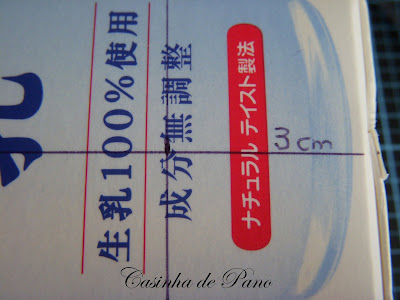 乳
生乳100%使用
成分無調整
ナチュラル テイスト製法
3cm
Casinha de Pano